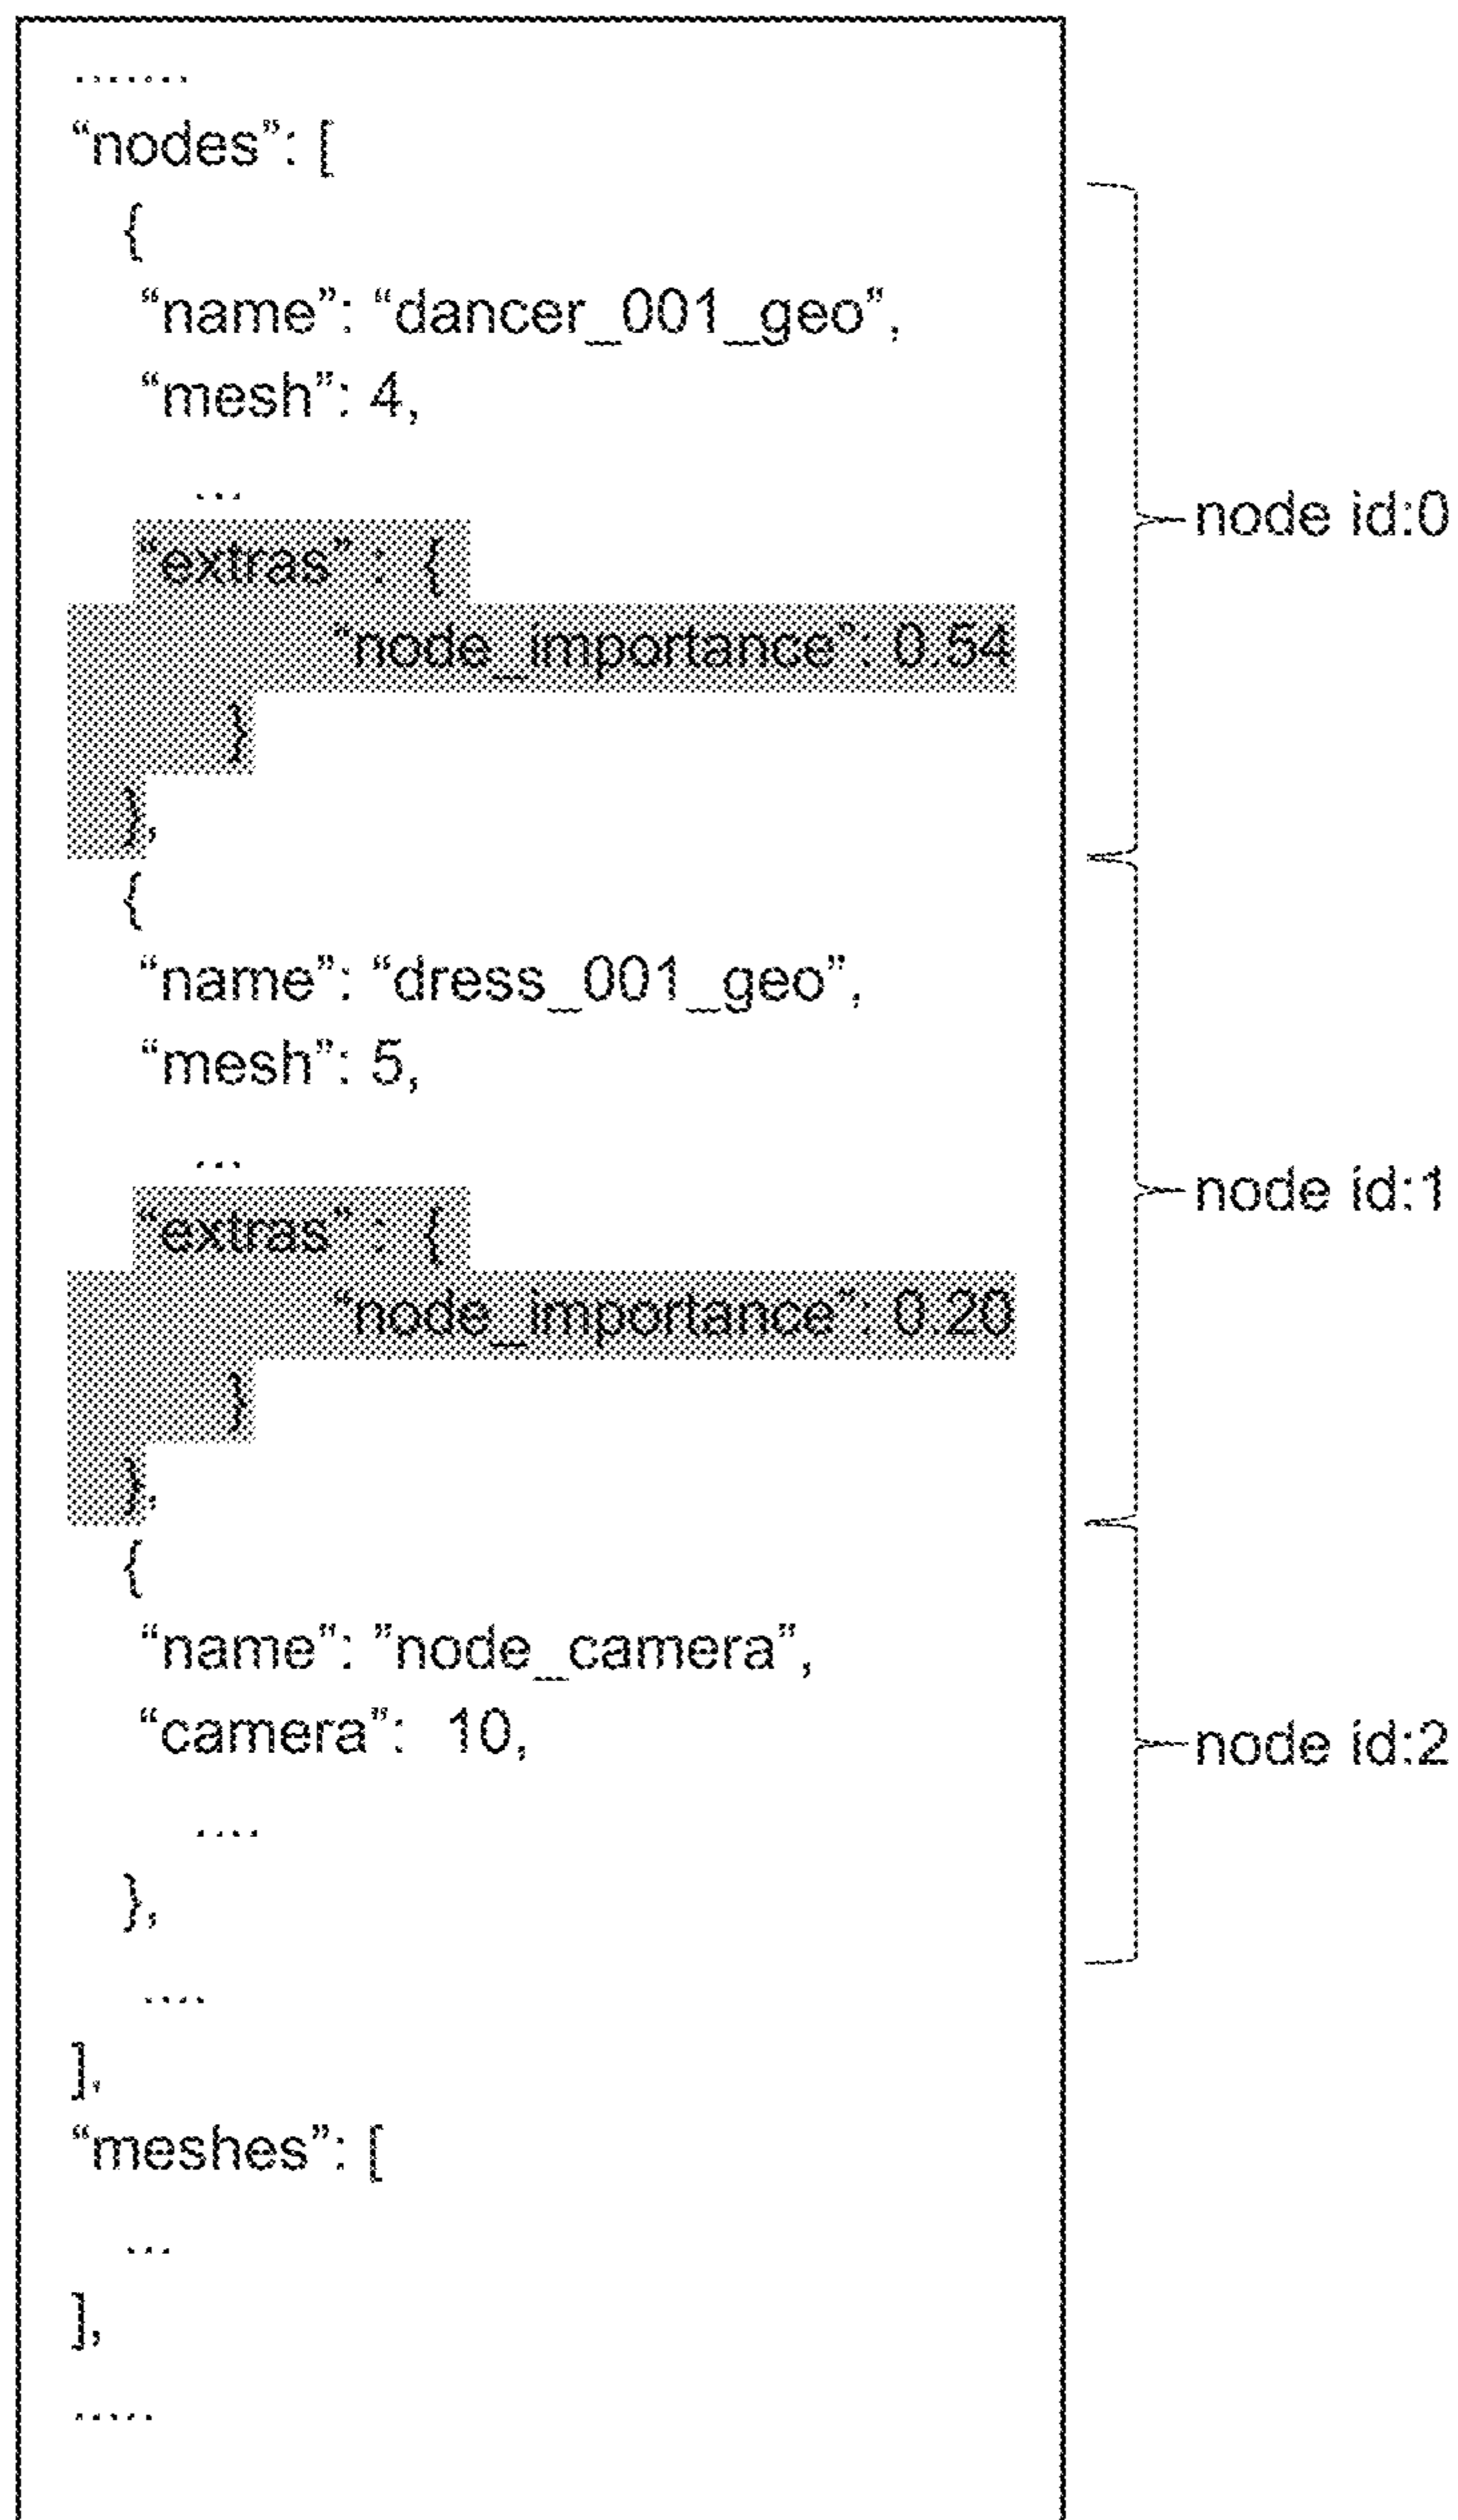 .......
“nodes”: [
{
“name”: “dancer_001_geo”,
“mesh”: 4,
...
“extras” : {
“node_importance”: 0.54
}
},
node id:0
{
“name”: “dress_001_geo”,
“mesh”: 5,
...
“extras” : {
“node_importance”: 0.20
}
},
node id:1
{
“name”: ”node_camera”,
“camera”: 10,
....
},
node id:2
....
],
“meshes”: [
...
],
.....